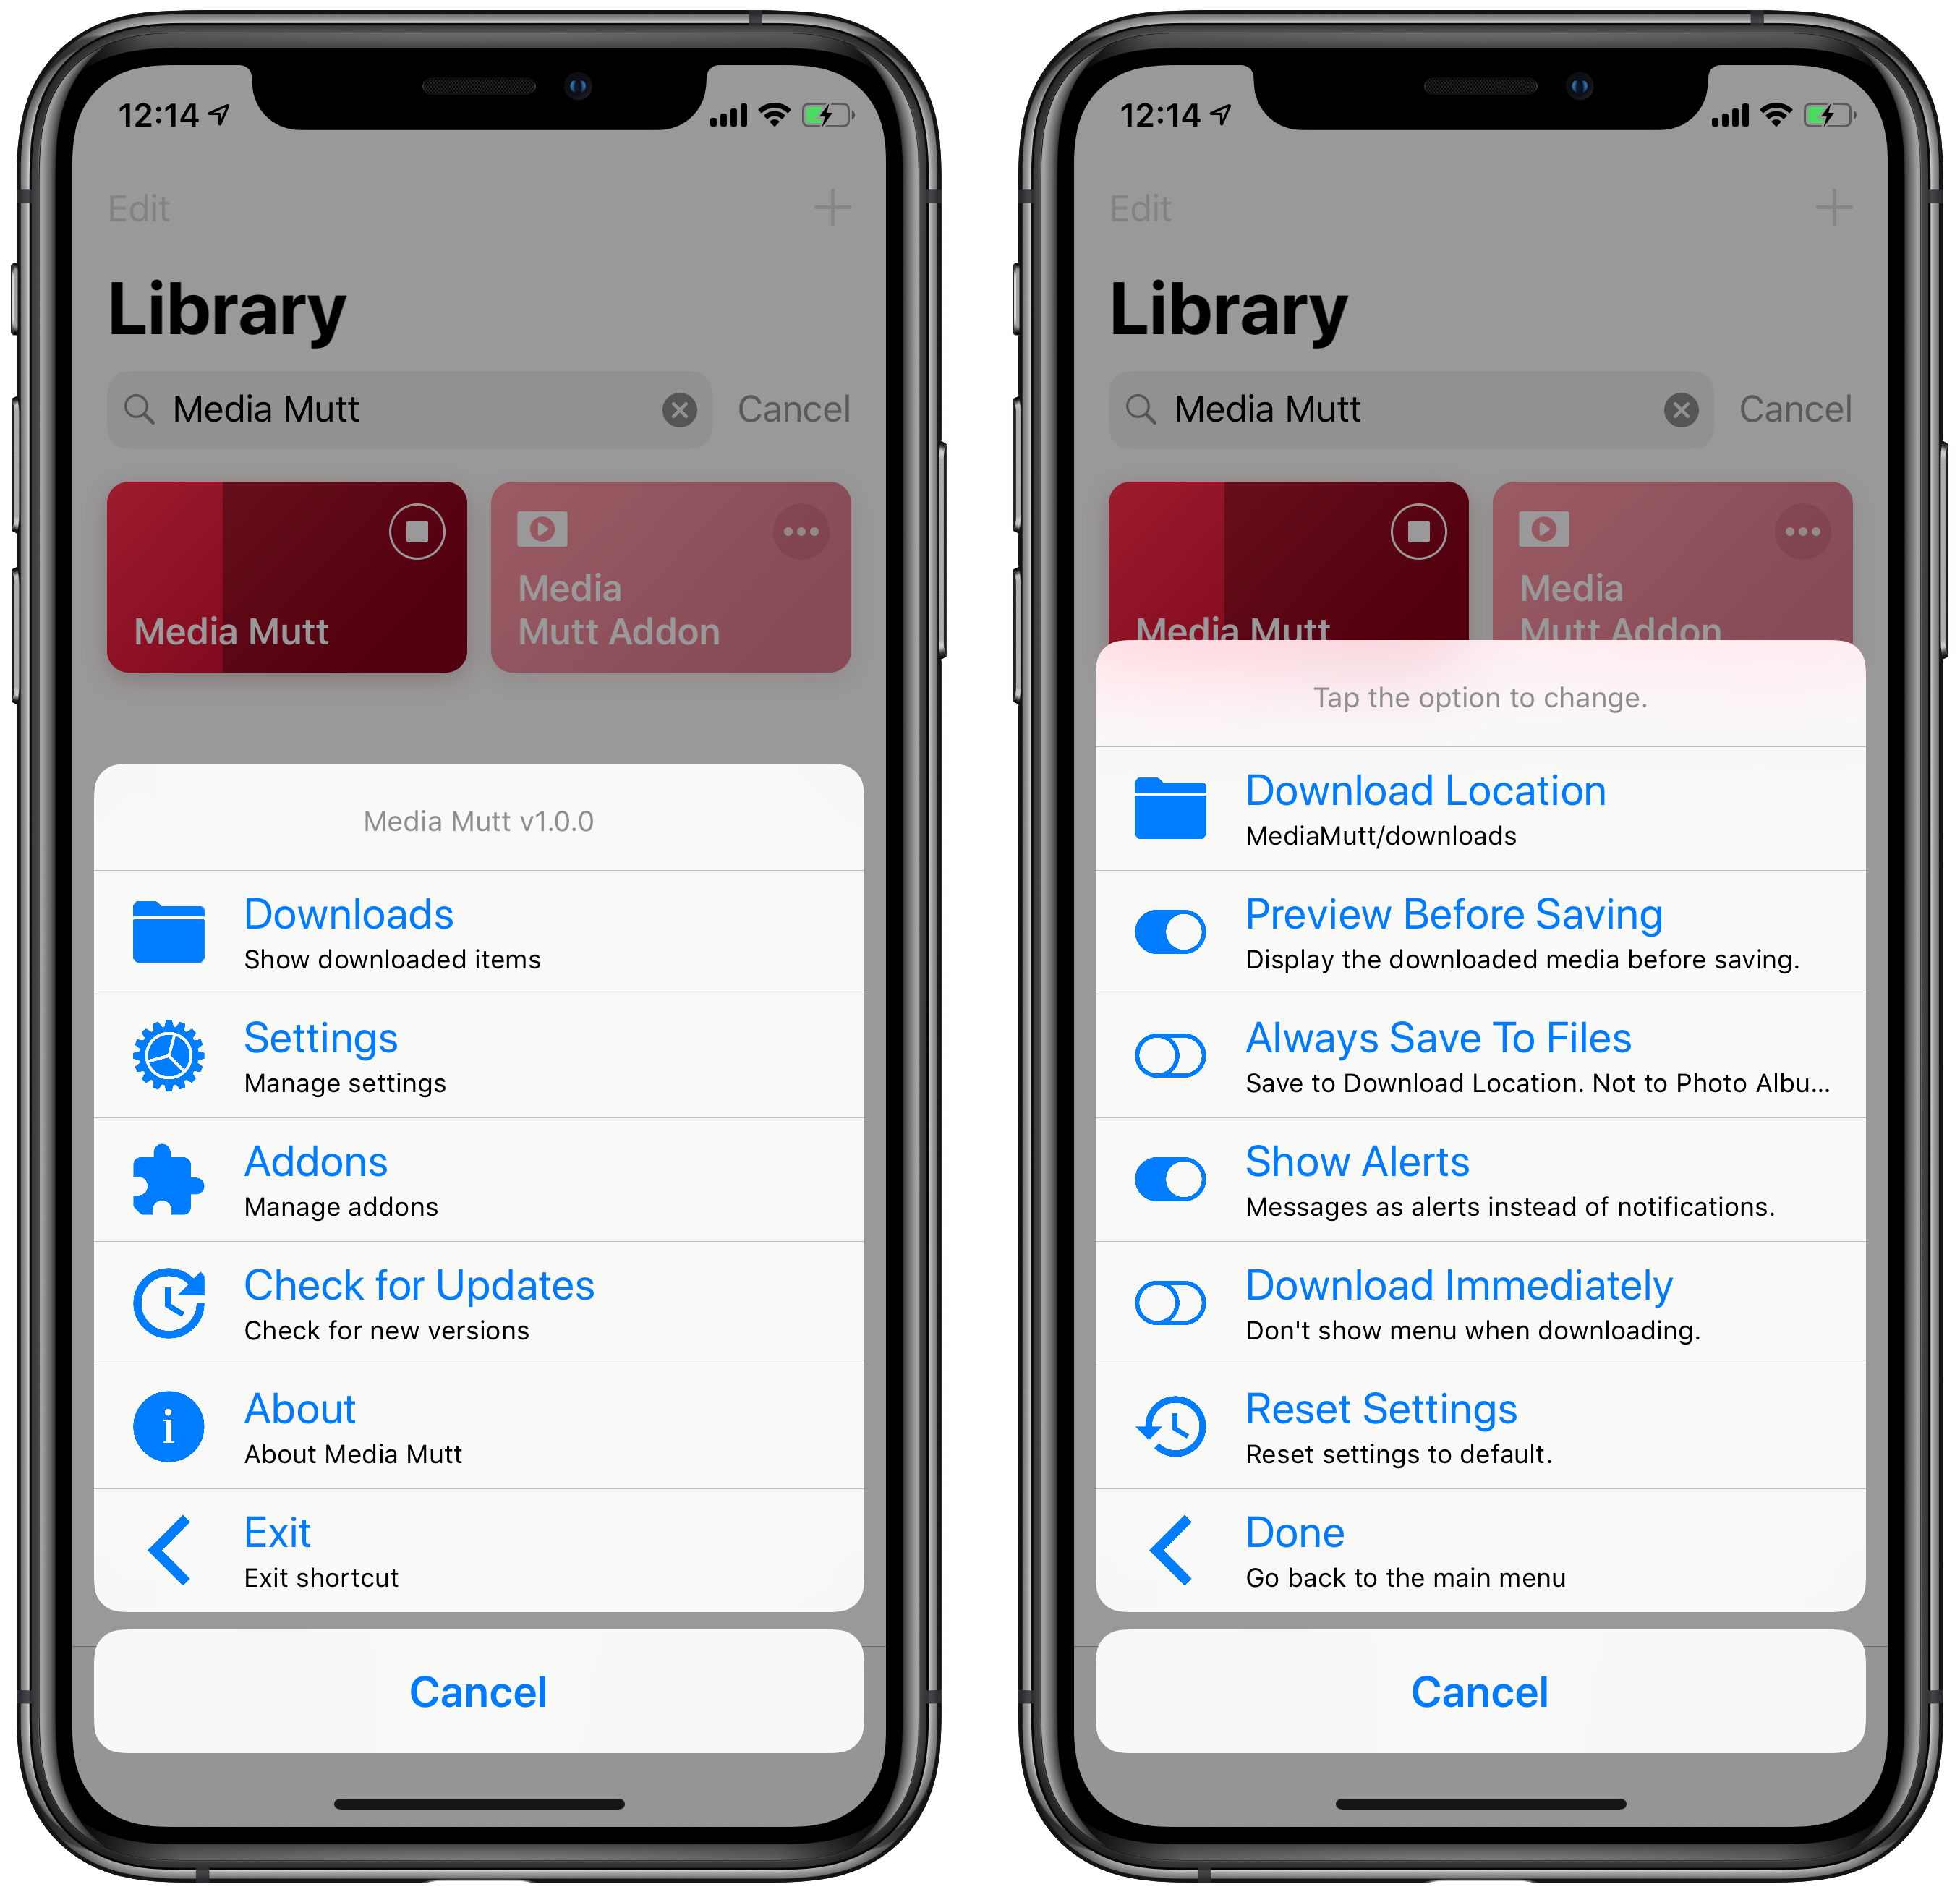 12:14
Edit
Library
Media Mutt
Cancel
Media Mutt
Media
Mutt Addon
Media Mutt v1.0.0
Downloads
Show downloaded items
Settings
Manage settings
Addons
Manage addons
Check for Updates
Check for new versions
About
About Media Mutt
Exit
Exit shortcut
Cancel
12:14
Edit
Library
Media Mutt
Cancel
Media Mutt
Media
Mutt Addon
Tap the option to change.
Download Location
MediaMutt/downloads
Preview Before Saving
Display the downloaded media before saving.
Always Save To Files
Save to Download Location. Not to Photo Albu...
Show Alerts
Messages as alerts instead of notifications.
Download Immediately
Don't show menu when downloading.
Reset Settings
Reset settings to default.
Done
Go back to the main menu
Cancel